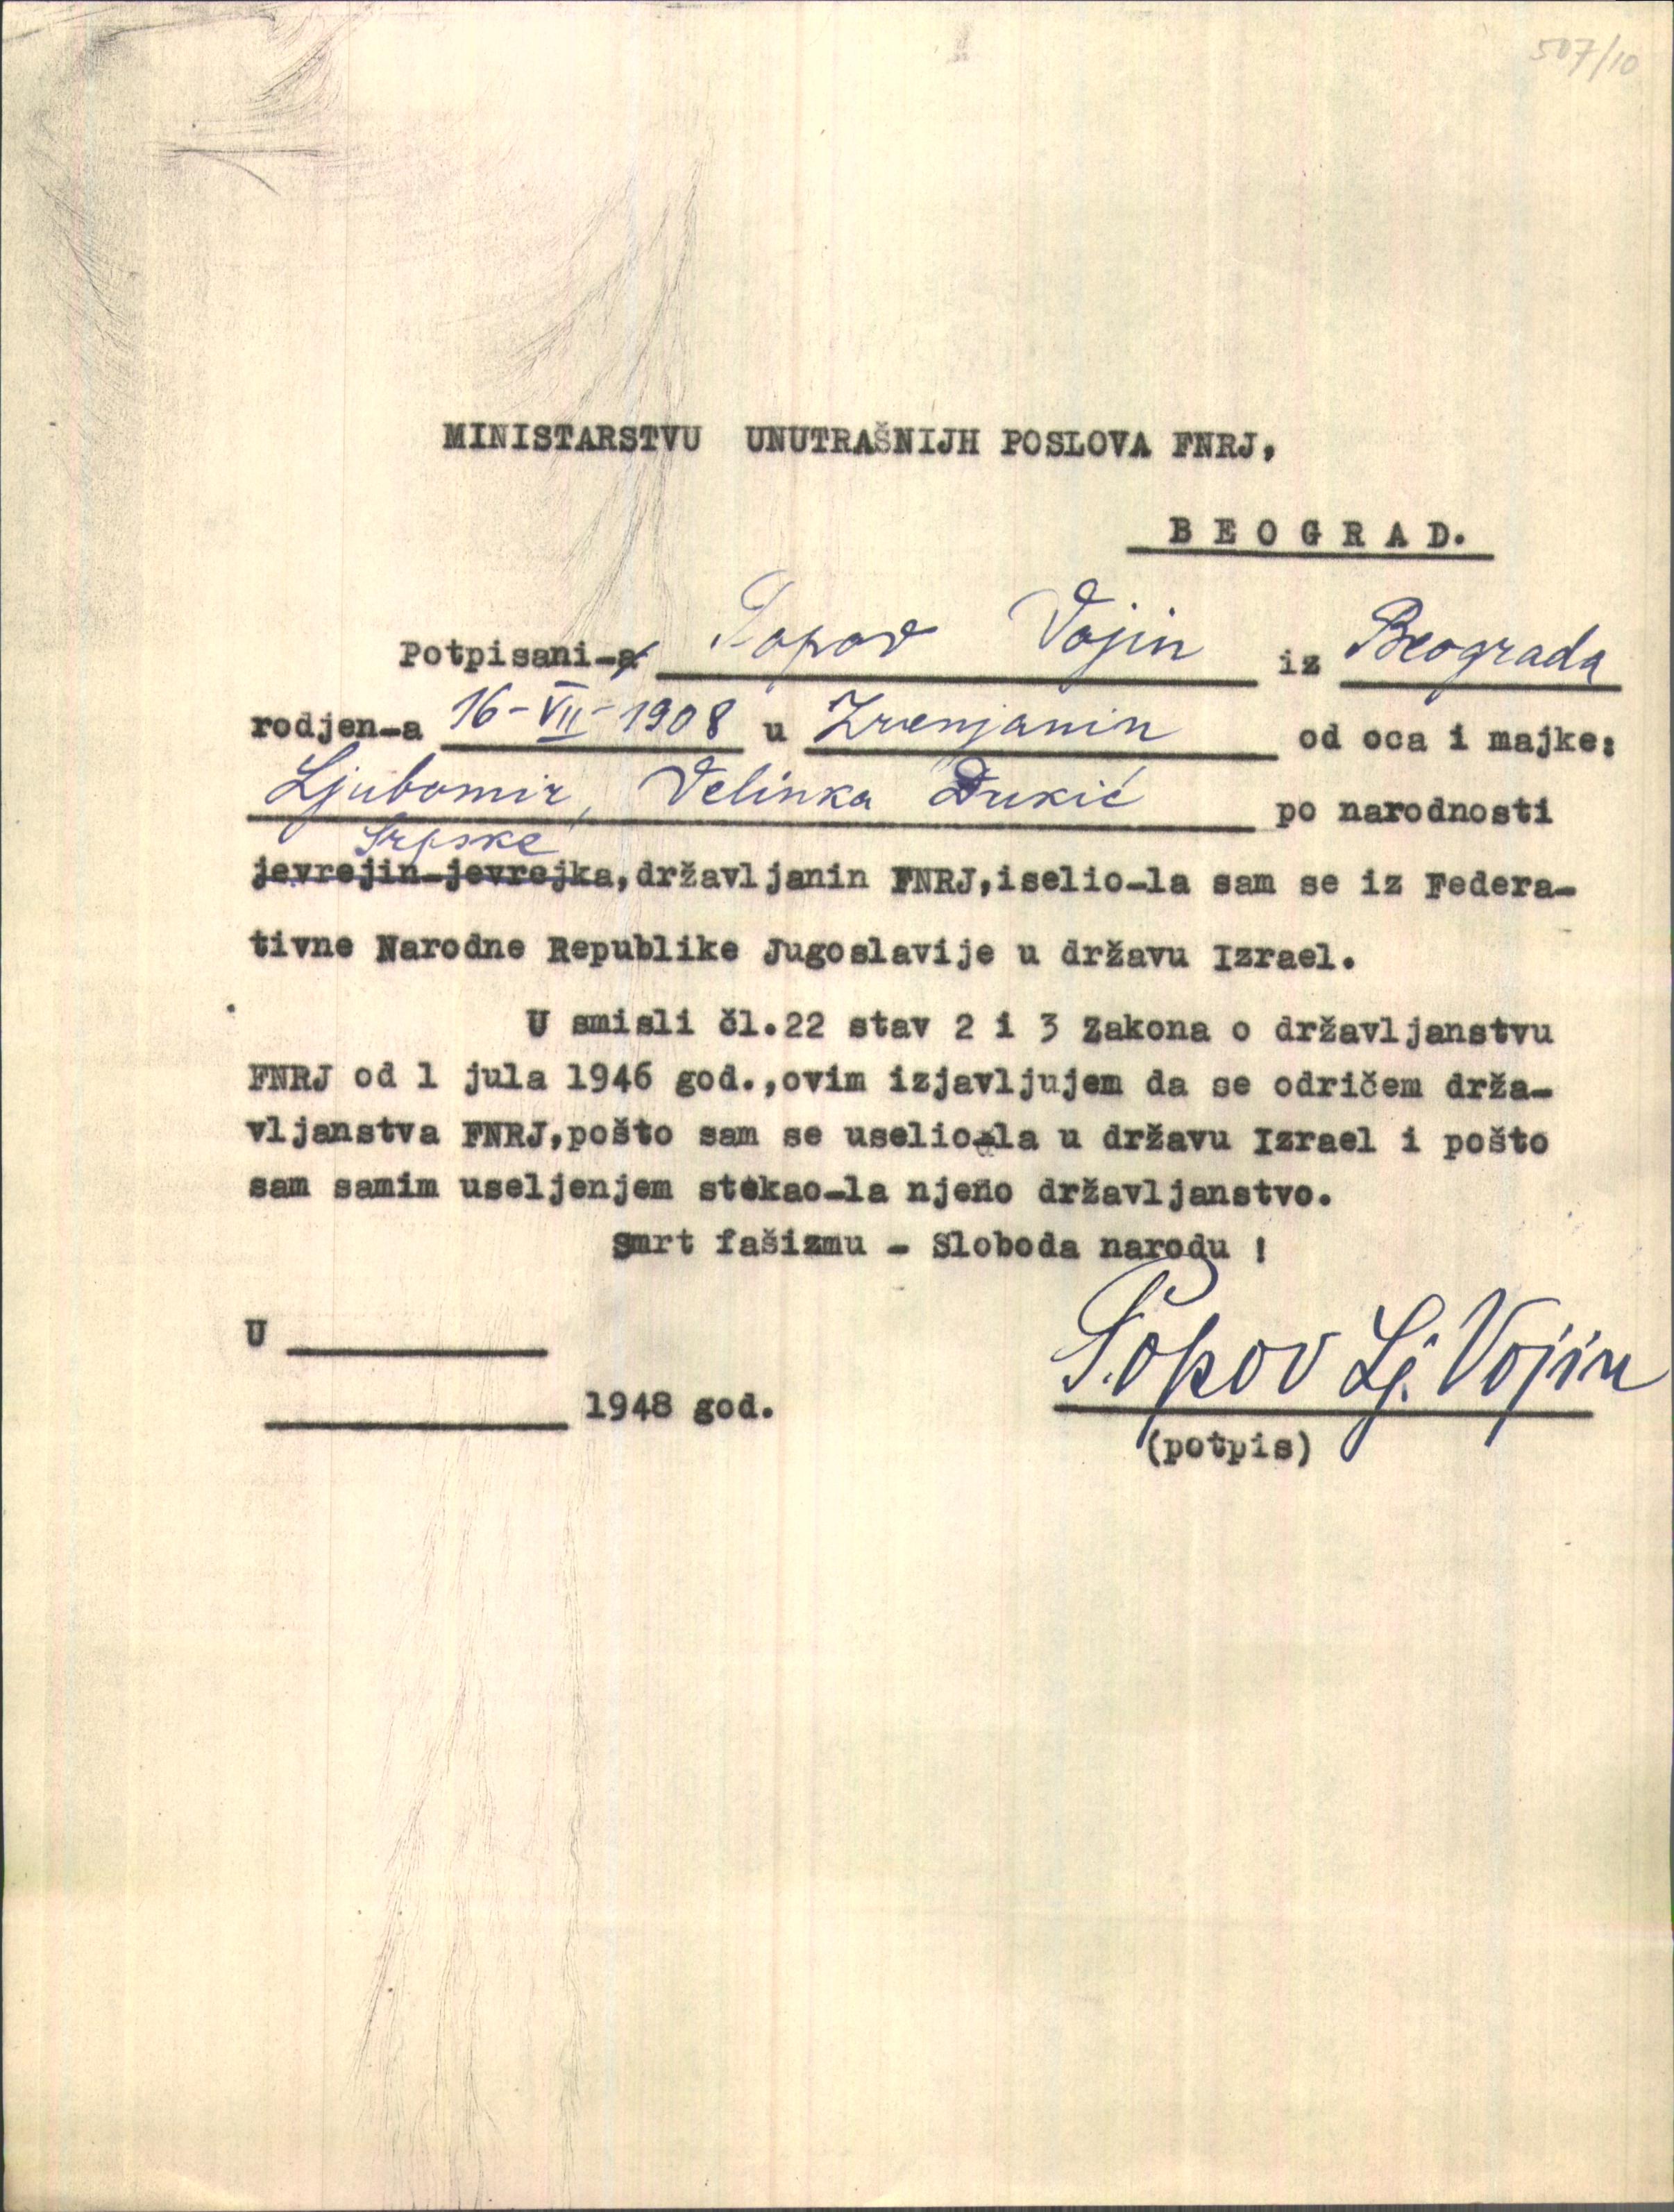 507/10
MINISTARSTVU UNUTRAŠNIJH POSLOVA FNRJ,
BEOGRAD.
Potpisani-a Popov Vojin iz Beograda
rodjen-a 16-VII-1908 u Zrenjanin od oca i majke:
Ljubomir, Velinka Đukić po narodnosti
Srpske
jevrejin-jevrejka,državljanin FNRJ,iselio-la sam se iz Federa-
tivne Narodne Republike Jugoslavije u državu Izrael.
U smisli čl.22 stav 2 i 3 Zakona o državljanstvu
FNRJ od 1 jula 1946 god.,ovim izjavljujem da se odričem drža-
vljanstva FNRJ,pošto sam se uselio-la u državu Izrael i pošto
sam samim useljenjem stekao-la njeno državljanstvo.
Smrt fašizmu - Sloboda narodu !
U
1948 god.
Popov Lj. Vojin
(potpis)